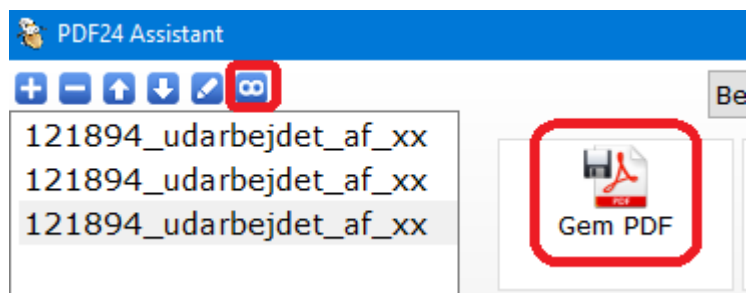 PDF24 Assistant
Be
121894_udarbejdet_af_xx
121894_udarbejdet_af_xx
121894_udarbejdet_af_xx
PDF
Gem PDF